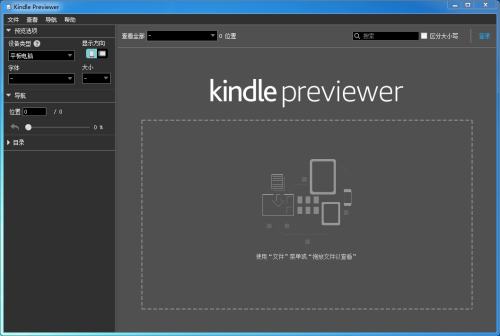 Kindle Previewer
文件 查看 导航 帮助
预览选项
设备类型 ? 显示方向
平板电脑
字体 大小
- -
导航
位置 0 / 0
0 %
目录
查看全部 - 0 位置
搜索 区分大小写 登录
kindle previewer
使用“文件”菜单或“拖放文件以查看”